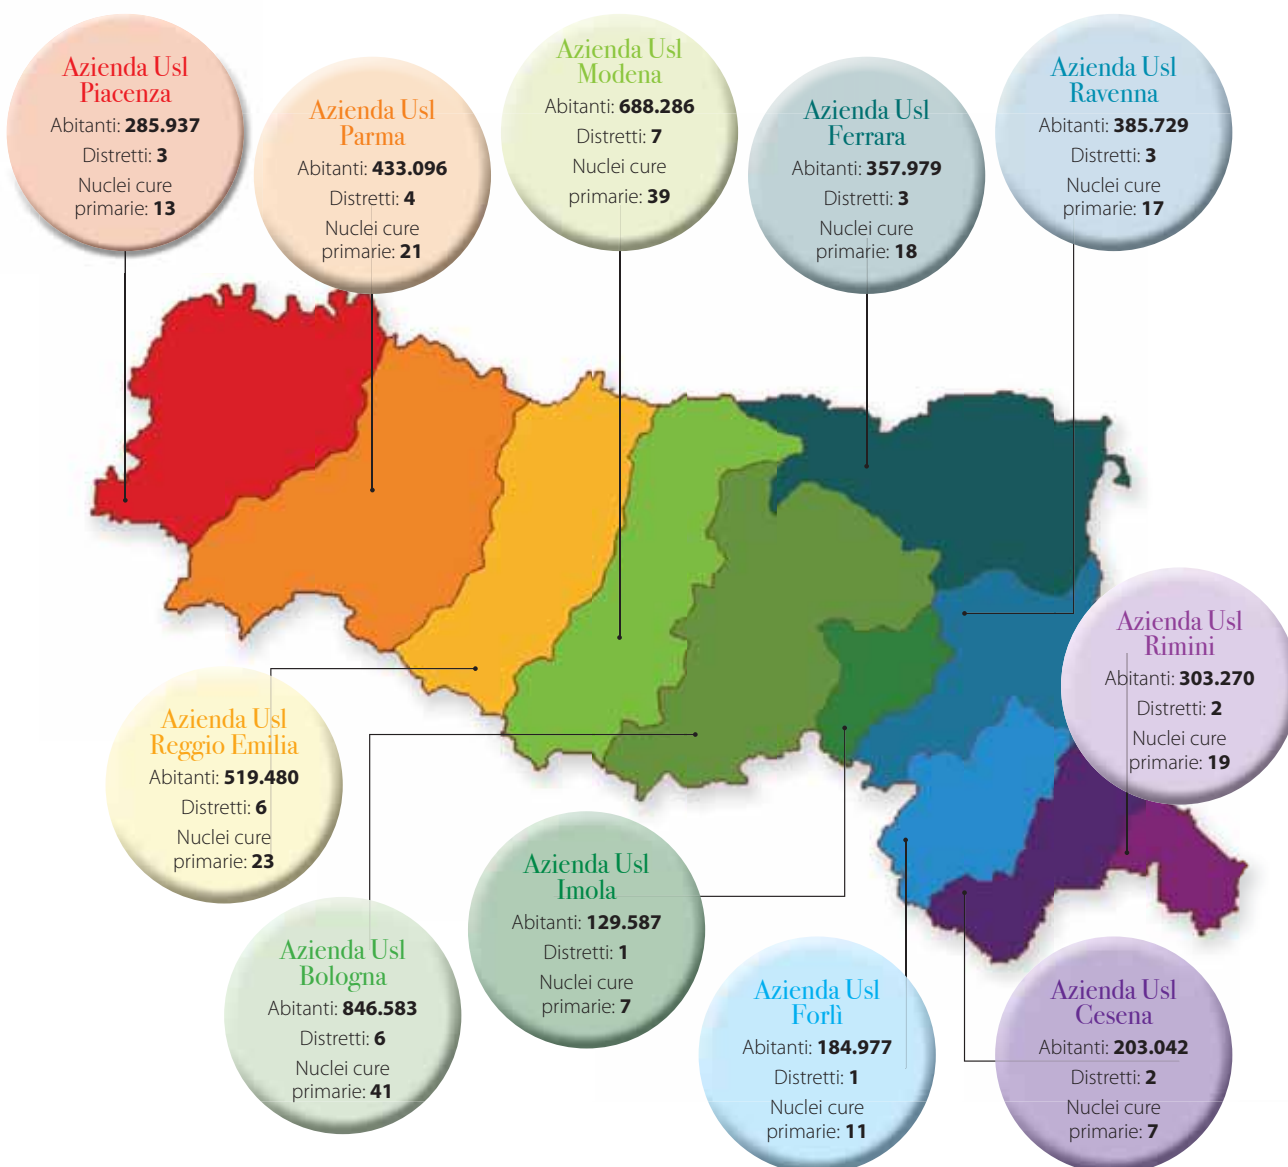 Azienda Usl
Piacenza
Abitanti: 285.937
Distretti: 3
Nuclei cure
primarie: 13
Azienda Usl
Parma
Abitanti: 433.096
Distretti: 4
Nuclei cure
primarie: 21
Azienda Usl
Modena
Abitanti: 688.286
Distretti: 7
Nuclei cure
primarie: 39
Azienda Usl
Ferrara
Abitanti: 357.979
Distretti: 3
Nuclei cure
primarie: 18
Azienda Usl
Ravenna
Abitanti: 385.729
Distretti: 3
Nuclei cure
primarie: 17
Azienda Usl
Rimini
Abitanti: 303.270
Distretti: 2
Nuclei cure
primarie: 19
Azienda Usl
Reggio Emilia
Abitanti: 519.480
Distretti: 6
Nuclei cure
primarie: 23
Azienda Usl
Bologna
Abitanti: 846.583
Distretti: 6
Nuclei cure
primarie: 41
Azienda Usl
Imola
Abitanti: 129.587
Distretti: 1
Nuclei cure
primarie: 7
Azienda Usl
Forlì
Abitanti: 184.977
Distretti: 1
Nuclei cure
primarie: 11
Azienda Usl
Cesena
Abitanti: 203.042
Distretti: 2
Nuclei cure
primarie: 7